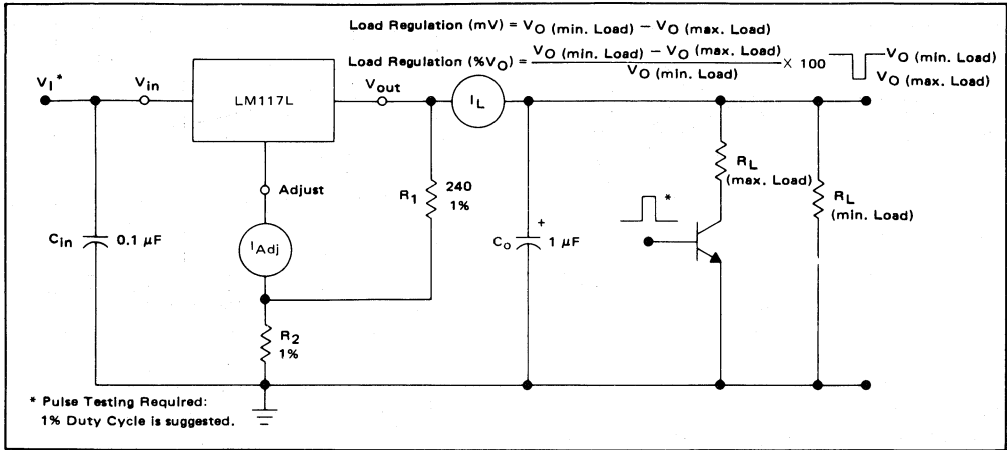 Load Regulation (mV) = VO (min. Load) − VO (max. Load)
Load Regulation (%VO) = VO (min. Load) − VO (max. Load) / VO (min. Load) X 100
VO (min. Load)
VO (max. Load)
VI*
Vin
LM117L
Vout
IL
Adjust
R1
240
1%
RL
(max. Load)
RL
(min. Load)
*
Cin
0.1 µF
IAdj
+
Co
1 µF
R2
1%
* Pulse Testing Required:
1% Duty Cycle is suggested.